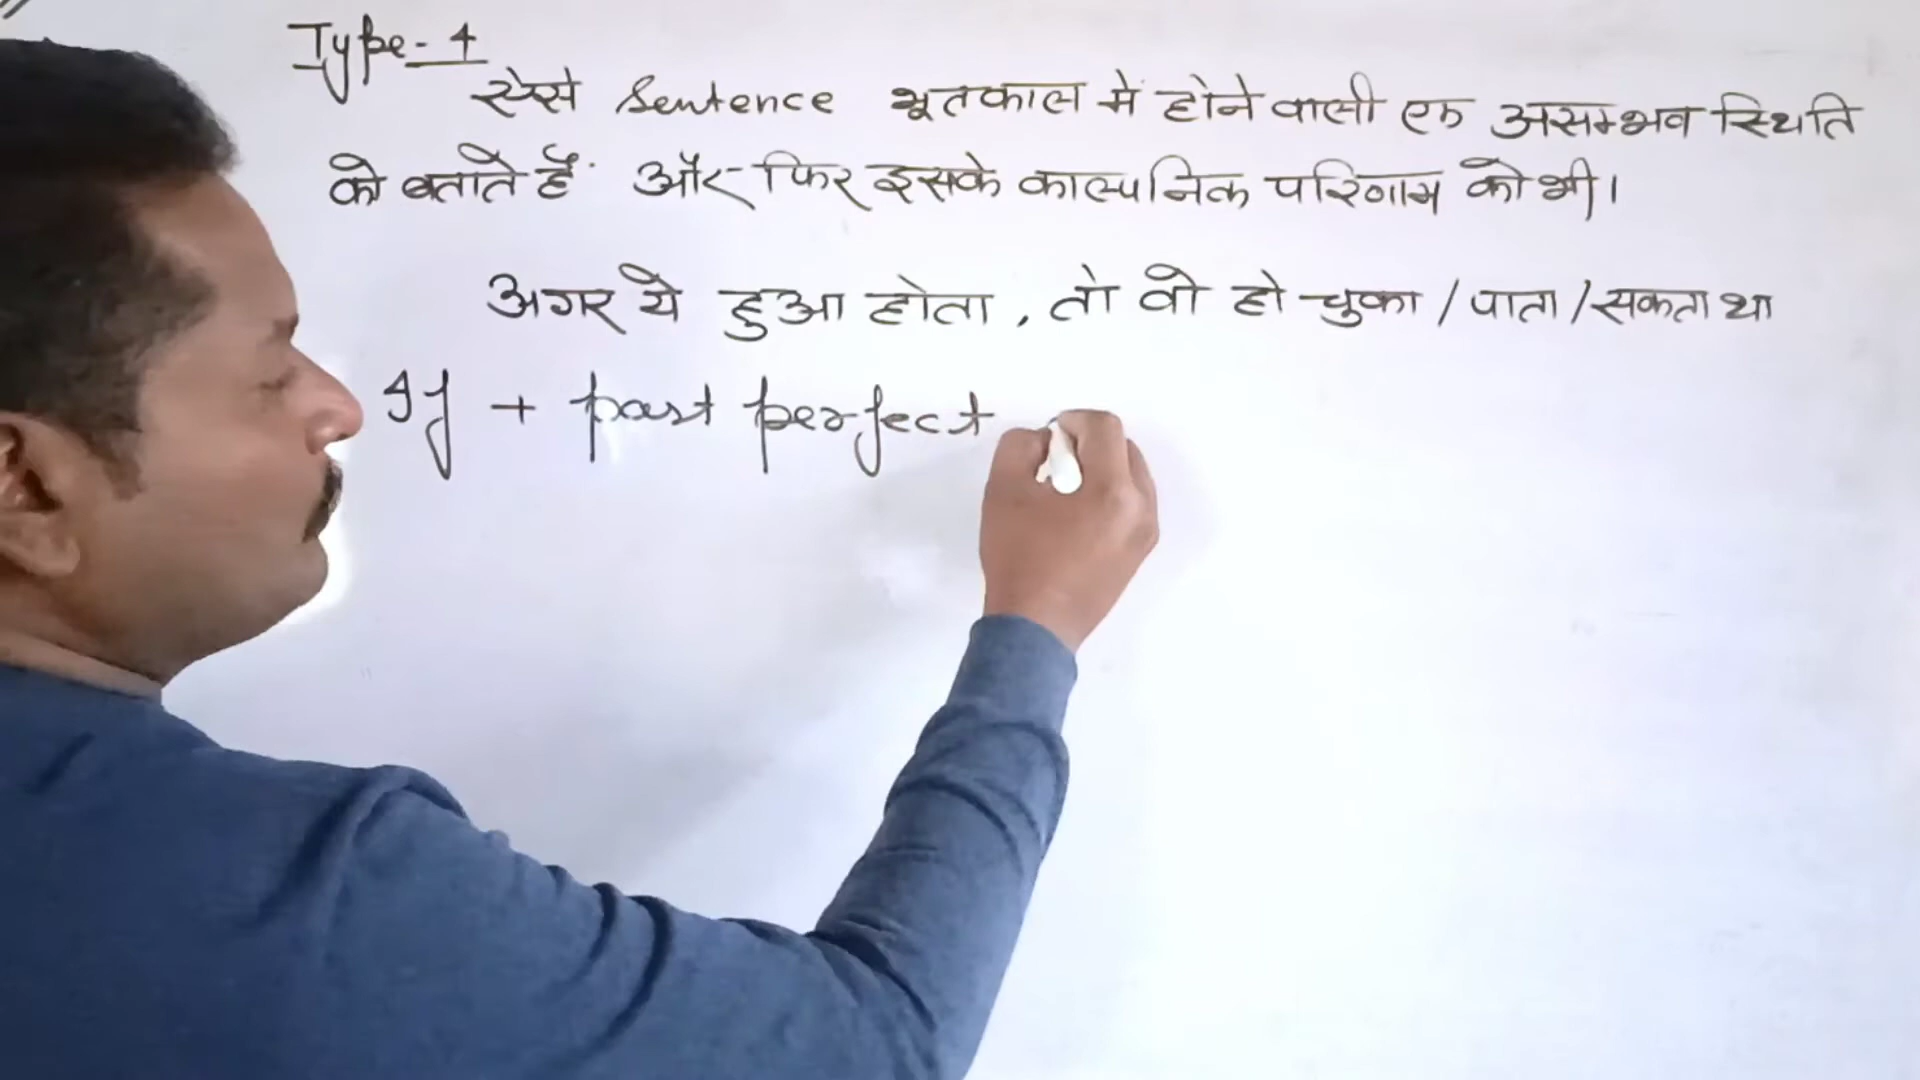 Type-4
ऐसे Sentence भूतकाल में होने वाली एक असम्भव स्थिति
को बताते हैं और फिर इसके काल्पनिक परिणाम को भी।
अगर ये हुआ होता, तो वो हो चुका/पाता/सकता था
If + past perfect